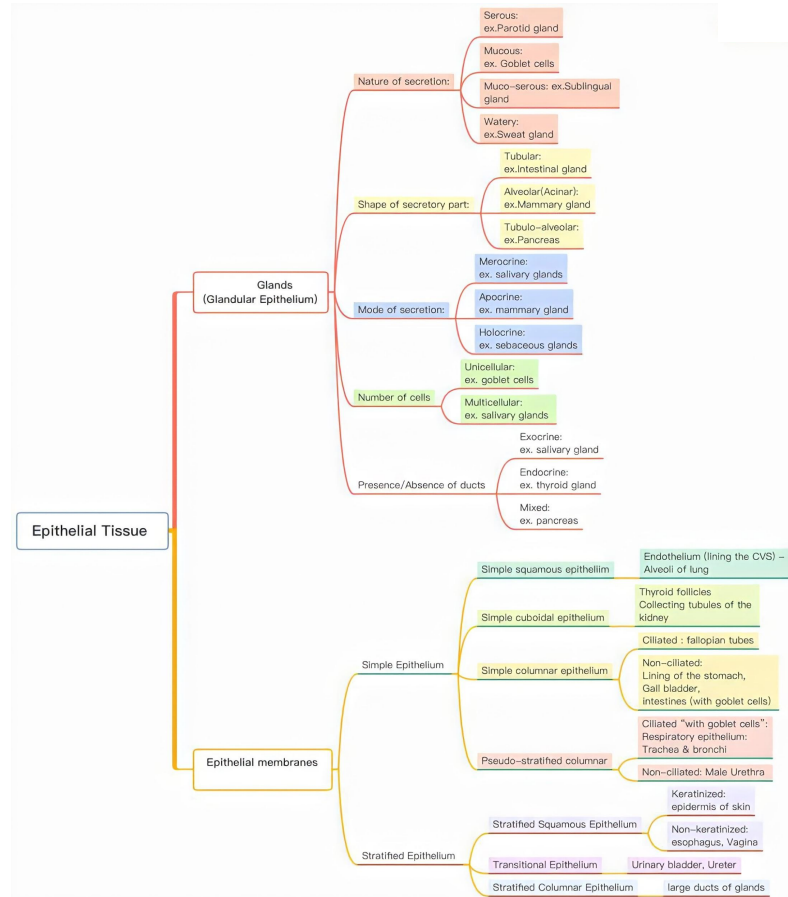 Serous:
ex.Parotid gland
Mucous:
ex. Goblet cells
Nature of secretion:
Muco-serous: ex.Sublingual
gland
Watery:
ex.Sweat gland
Tubular:
ex.Intestinal gland
Shape of secretory part:
Alveolar(Acinar):
ex.Mammary gland
Tubulo-alveolar:
ex.Pancreas
Glands
(Glandular Epithelium)
Merocrine:
ex. salivary glands
Mode of secretion:
Apocrine:
ex. mammary gland
Holocrine:
ex. sebaceous glands
Unicellular:
ex. goblet cells
Number of cells
Multicellular:
ex. salivary glands
Exocrine:
ex. salivary gland
Presence/Absence of ducts
Endocrine:
ex. thyroid gland
Mixed:
ex. pancreas
Epithelial Tissue
Simple squamous epitheliim
Endothelium (lining the CVS) -
Alveoli of lung
Simple cuboidal epithelium
Thyroid follicles
Collecting tubules of the
kidney
Simple Epithelium
Simple columnar epithelium
Ciliated : fallopian tubes
Non-ciliated:
Lining of the stomach,
Gall bladder,
intestines (with goblet cells)
Pseudo-stratified columnar
Ciliated "with goblet cells":
Respiratory epithelium:
Trachea & bronchi
Non-ciliated: Male Urethra
Epithelial membranes
Stratified Epithelium
Stratified Squamous Epithelium
Keratinized:
epidermis of skin
Non-keratinized:
esophagus, Vagina
Transitional Epithelium
Urinary bladder, Ureter
Stratified Columnar Epithelium
large ducts of glands